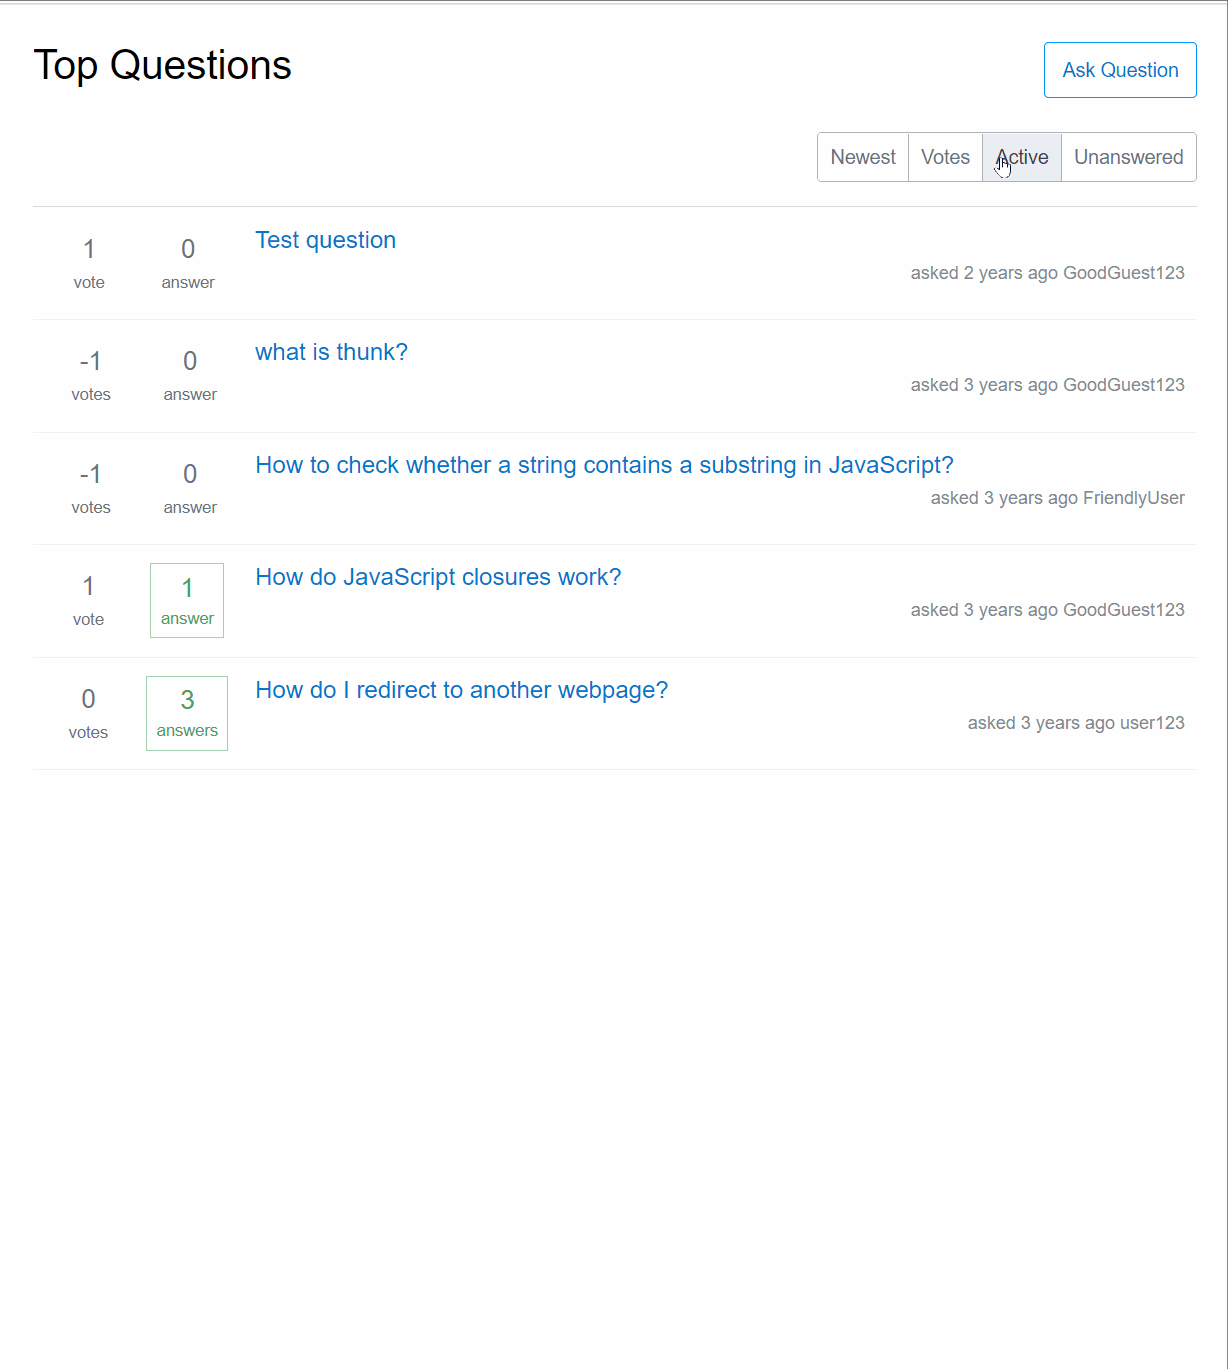 Top Questions
Ask Question
Newest Votes Active Unanswered
1 0 Test question
vote answer asked 2 years ago GoodGuest123
-1 0 what is thunk?
votes answer asked 3 years ago GoodGuest123
-1 0 How to check whether a string contains a substring in JavaScript?
votes answer asked 3 years ago FriendlyUser
1 1 How do JavaScript closures work?
vote answer asked 3 years ago GoodGuest123
0 3 How do I redirect to another webpage?
votes answers asked 3 years ago user123